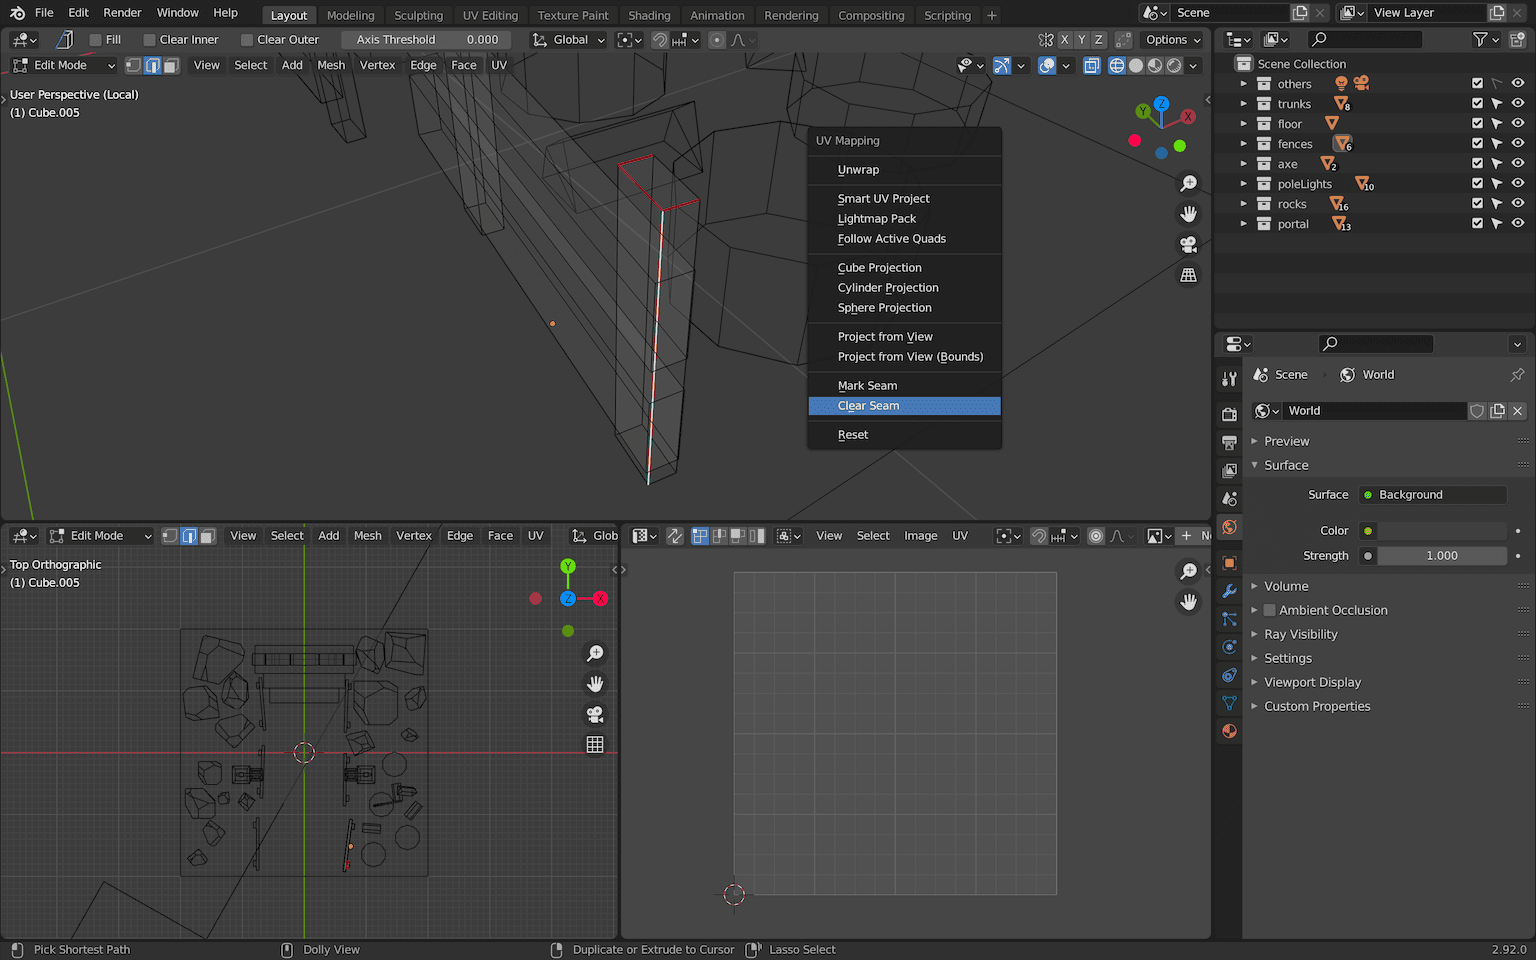 File Edit Render Window Help Layout Modeling Sculpting UV Editing Texture Paint Shading Animation Rendering Compositing Scripting + Scene View Layer
Fill Clear Inner Clear Outer Axis Threshold 0.000 Global X Y Z Options
Edit Mode View Select Add Mesh Vertex Edge Face UV
User Perspective (Local)
(1) Cube.005
Z
Y
X
UV Mapping
Unwrap
Smart UV Project
Lightmap Pack
Follow Active Quads
Cube Projection
Cylinder Projection
Sphere Projection
Project from View
Project from View (Bounds)
Mark Seam
Clear Seam
Reset
Scene Collection
others
trunks 8
floor
fences 6
axe 2
poleLights 10
rocks 16
portal 13
Scene World
World
Preview
Surface
Surface Background
Color
Strength 1.000
Volume
Ambient Occlusion
Ray Visibility
Settings
Viewport Display
Custom Properties
Edit Mode View Select Add Mesh Vertex Edge Face UV Glob
Top Orthographic
(1) Cube.005
Y
Z X
View Select Image UV + N
Pick Shortest Path Dolly View Duplicate or Extrude to Cursor Lasso Select 2.92.0